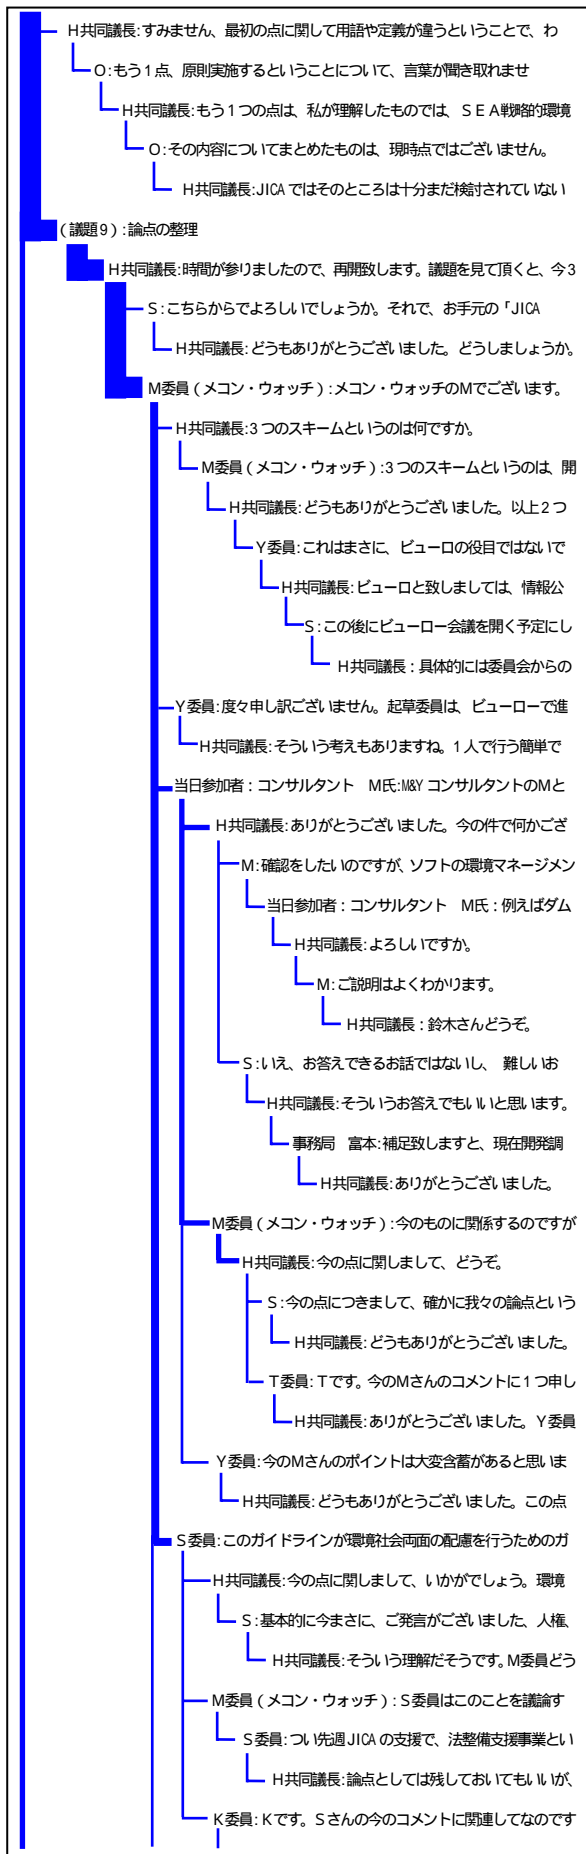 H共同議長:すみません、最初の点に関して用語や定義が違うということで、わ
O:もう1点、原則実施するということについて、言葉が聞き取れませ
H共同議長:もう1つの点は、私が理解したものでは、SEA戦略的環境
O:その内容についてまとめたものは、現時点ではございません。
H共同議長:JICAではそのところは十分まだ検討されていない
(議題9):論点の整理
H共同議長:時間が参りましたので、再開致します。議題を見て頂くと、今3
S:こちらからでよろしいでしょうか。それで、お手元の「JICA
H共同議長:どうもありがとうございました。どうしましょうか。
M委員(メコン・ウォッチ):メコン・ウォッチのMでございます。
H共同議長:3つのスキームというのは何ですか。
M委員(メコン・ウォッチ):3つのスキームというのは、開
H共同議長:どうもありがとうございました。以上2つ
Y委員:これはまさに、ビューロの役目ではないで
H共同議長:ビューロと致しましては、情報公
S:この後にビューロー会議を開く予定にし
H共同議長:具体的には委員会からの
Y委員:度々申し訳ございません。起草委員は、ビューローで進
H共同議長:そういう考えもありますね。1人で行う簡単で
当日参加者:コンサルタント M氏:M&YコンサルタントのMと
H共同議長:ありがとうございました。今の件で何かござ
M:確認をしたいのですが、ソフトの環境マネージメン
当日参加者:コンサルタント M氏:例えばダム
H共同議長:よろしいですか。
M:ご説明はよくわかります。
H共同議長:鈴木さんどうぞ。
S:いえ、お答えできるお話ではないし、 難しいお
H共同議長:そういうお答えでもいいと思います。
事務局 富本:補足致しますと、現在開発調
H共同議長:ありがとうございました。
M委員(メコン・ウォッチ):今のものに関係するのですが
H共同議長:今の点に関しまして、どうぞ。
S:今の点につきまして、確かに我々の論点という
H共同議長:どうもありがとうございました。
T委員:Tです。今のMさんのコメントに1つ申し
H共同議長:ありがとうございました。Y委員
Y委員:今のMさんのポイントは大変含蓄があると思いま
H共同議長:どうもありがとうございました。この点
S委員:このガイドラインが環境社会両面の配慮を行うためのガ
H共同議長:今の点に関しまして、いかがでしょう。環境
S:基本的に今まさに、ご発言がございました、人権、
H共同議長:そういう理解だそうです。M委員どう
M委員(メコン・ウォッチ):S委員はこのことを議論す
S委員:つい先週JICAの支援で、法整備支援事業とい
H共同議長:論点としては残しておいてもいいが、
K委員:Kです。Sさんの今のコメントに関連してなのです